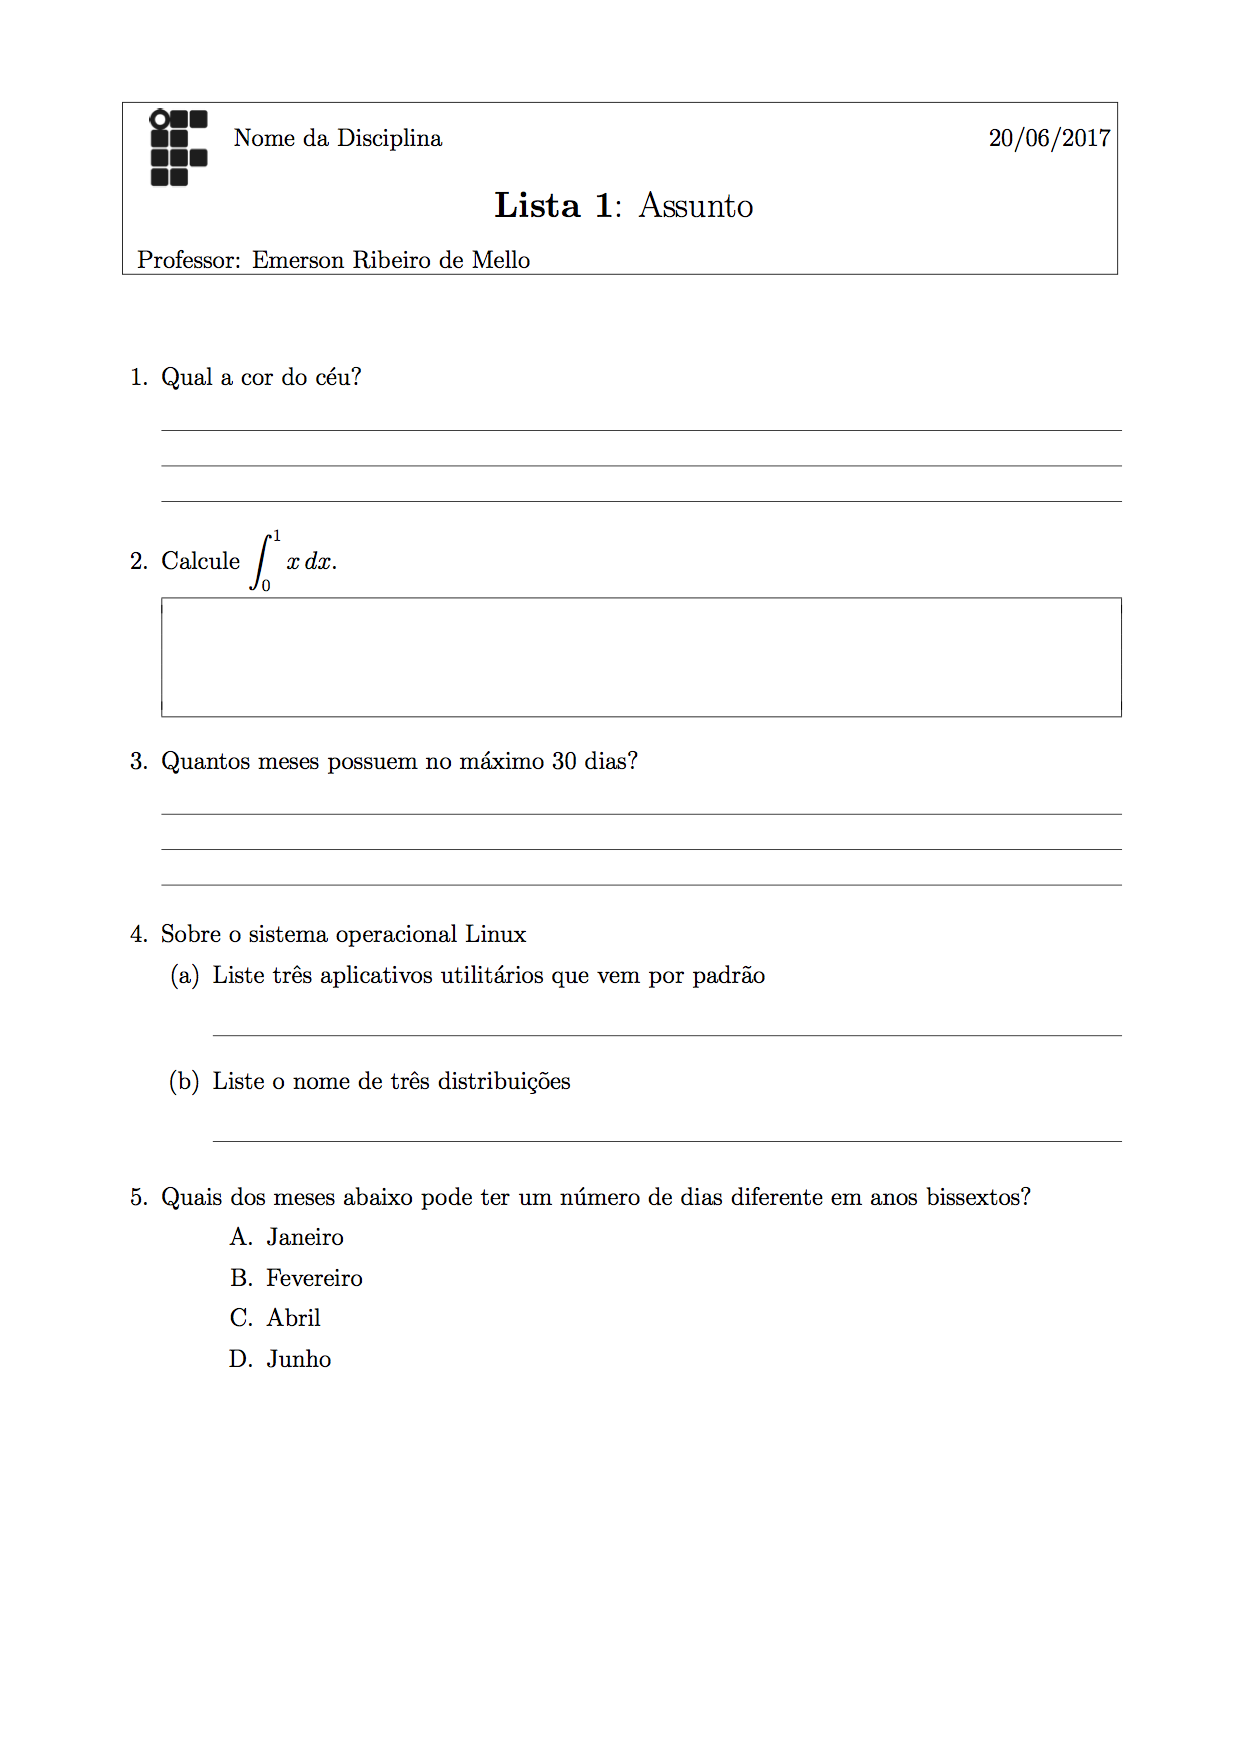 Nome da Disciplina 20/06/2017
Lista 1: Assunto
Professor: Emerson Ribeiro de Mello
1. Qual a cor do céu?
2. Calcule ∫₀¹ x dx.
3. Quantos meses possuem no máximo 30 dias?
4. Sobre o sistema operacional Linux
(a) Liste três aplicativos utilitários que vem por padrão
(b) Liste o nome de três distribuições
5. Quais dos meses abaixo pode ter um número de dias diferente em anos bissextos?
A. Janeiro
B. Fevereiro
C. Abril
D. Junho